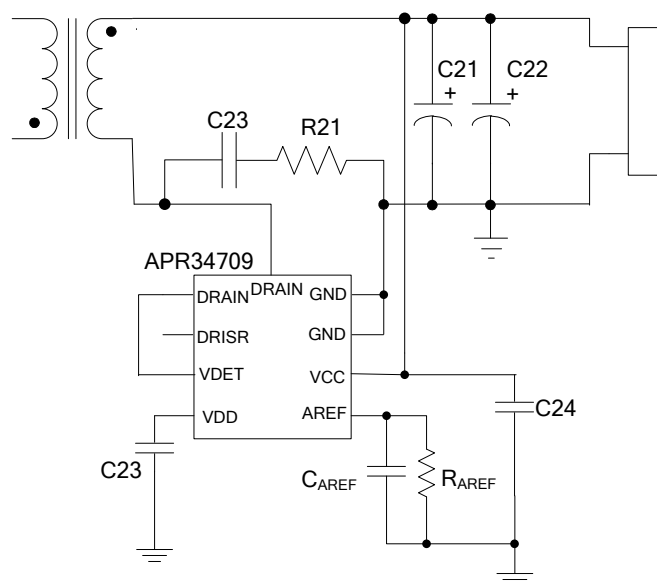 C21
+
C22
+
C23
R21
APR34709
DRAIN
DRAIN
GND
DRISR
GND
VDET
VCC
VDD
AREF
C23
C24
CAREF
RAREF